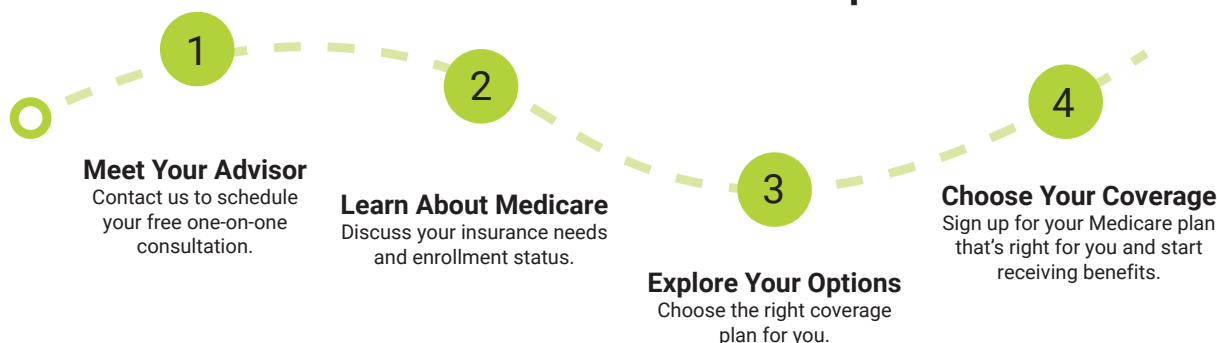 1
Meet Your Advisor
Contact us to schedule
your free one-on-one
consultation.
2
Learn About Medicare
Discuss your insurance needs
and enrollment status.
3
Explore Your Options
Choose the right coverage
plan for you.
4
Choose Your Coverage
Sign up for your Medicare plan
that’s right for you and start
receiving benefits.